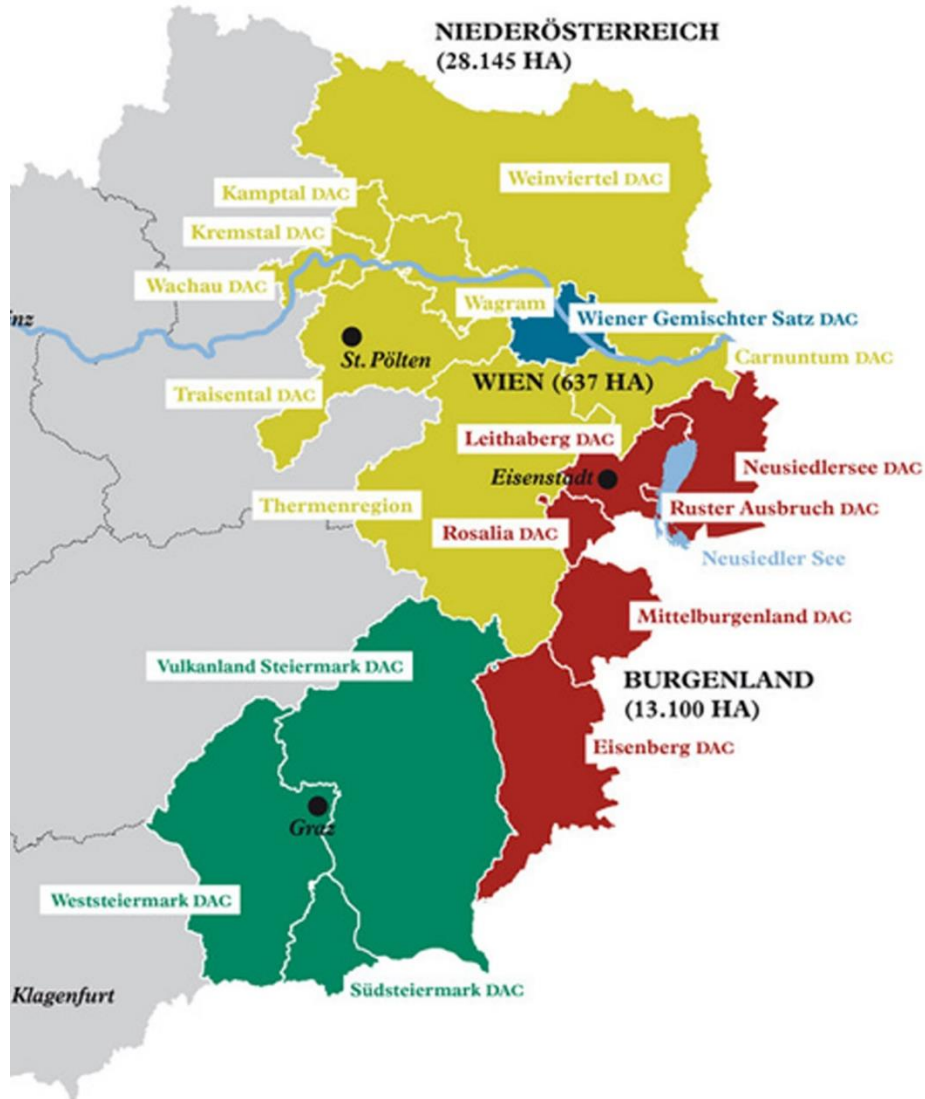 NIEDERÖSTERREICH
(28.145 HA)
Weinviertel DAC
Kamptal DAC
Kremstal DAC
Wachau DAC
Wagram
inz
Wiener Gemischter Satz DAC
St. Pölten
Carnuntum DAC
WIEN (637 HA)
Traisental DAC
Leithaberg DAC
Neusiedlersee DAC
Eisenstadt
Thermenregion
Ruster Ausbruch DAC
Rosalia DAC
Neusiedler See
Mittelburgenland DAC
Vulkanland Steiermark DAC
BURGENLAND
(13.100 HA)
Eisenberg DAC
Graz
Weststeiermark DAC
Südsteiermark DAC
Klagenfurt